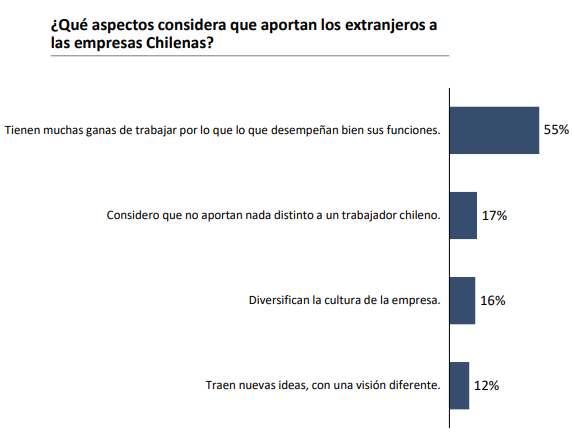 ¿Qué aspectos considera que aportan los extranjeros a
las empresas Chilenas?
Tienen muchas ganas de trabajar por lo que lo que desempeñan bien sus funciones.
55%
Considero que no aportan nada distinto a un trabajador chileno.
17%
Diversifican la cultura de la empresa.
16%
Traen nuevas ideas, con una visión diferente.
12%